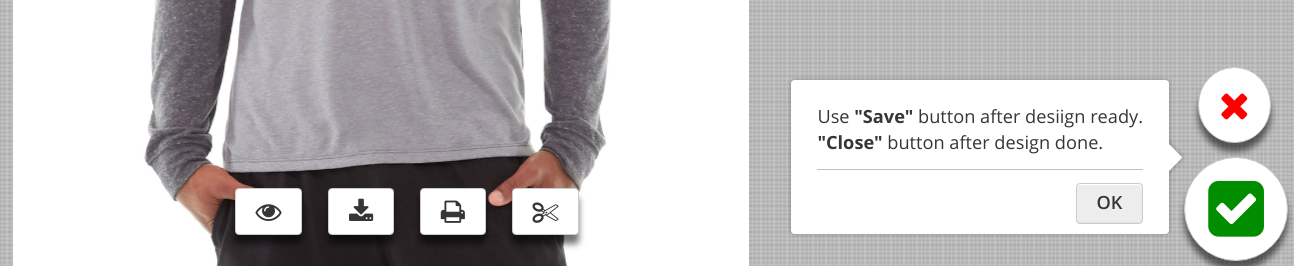 Use "Save" button after desiign ready.
"Close" button after design done.
OK